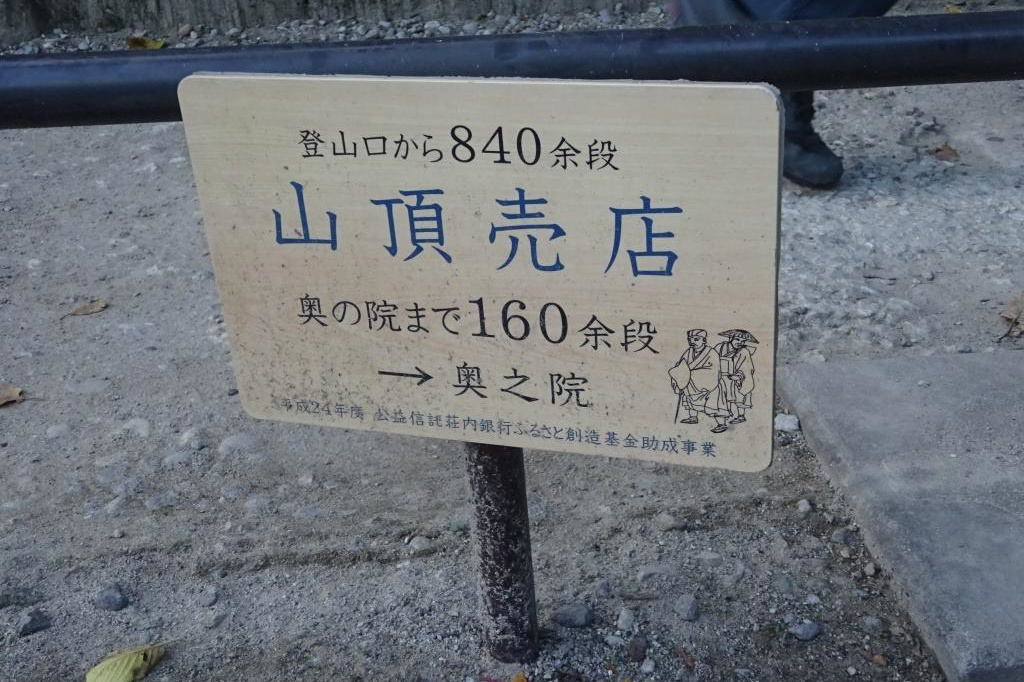 登山口から840余段
山頂売店
奥の院まで160余段
→ 奥之院
平成24年度 公益信託荘内銀行ふるさと創造基金助成事業